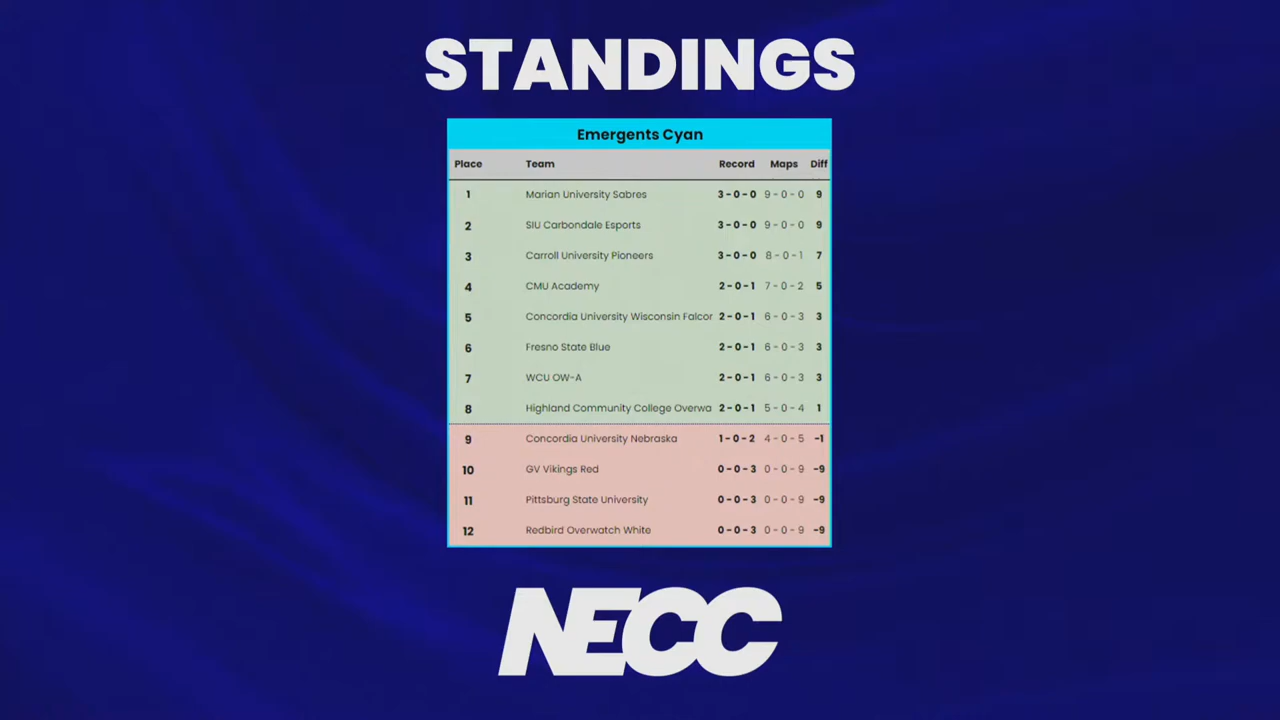 STANDINGS
Emergents Cyan
Place Team Record Maps Diff
1 Marian University Sabres 3 - 0 - 0 9 - 0 - 0 9
2 SIU Carbondale Esports 3 - 0 - 0 9 - 0 - 0 9
3 Carroll University Pioneers 3 - 0 - 0 8 - 0 - 1 7
4 CMU Academy 2 - 0 - 1 7 - 0 - 2 5
5 Concordia University Wisconsin Falcor 2 - 0 - 1 6 - 0 - 3 3
6 Fresno State Blue 2 - 0 - 1 6 - 0 - 3 3
7 WCU OW-A 2 - 0 - 1 6 - 0 - 3 3
8 Highland Community College Overwa 2 - 0 - 1 5 - 0 - 4 1
9 Concordia University Nebraska 1 - 0 - 2 4 - 0 - 5 -1
10 GV Vikings Red 0 - 0 - 3 0 - 0 - 9 -9
11 Pittsburg State University 0 - 0 - 3 0 - 0 - 9 -9
12 Redbird Overwatch White 0 - 0 - 3 0 - 0 - 9 -9
NECC